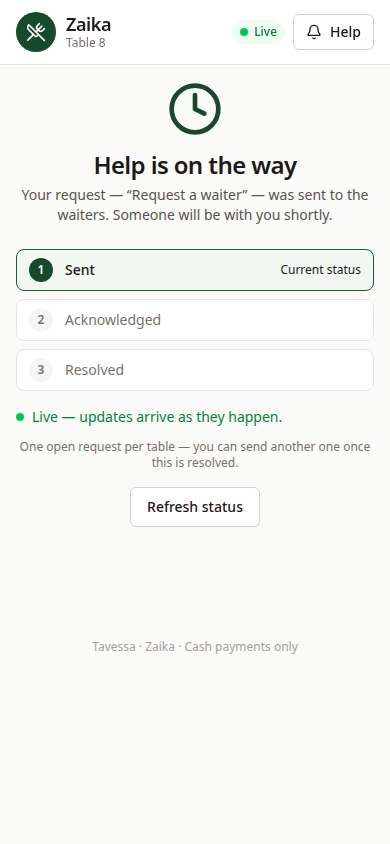 Zaika
Table 8
Live
Help
Help is on the way
Your request — “Request a waiter” — was sent to the
waiters. Someone will be with you shortly.
1 Sent Current status
2 Acknowledged
3 Resolved
Live — updates arrive as they happen.
One open request per table — you can send another one once
this is resolved.
Refresh status
Tavessa · Zaika · Cash payments only